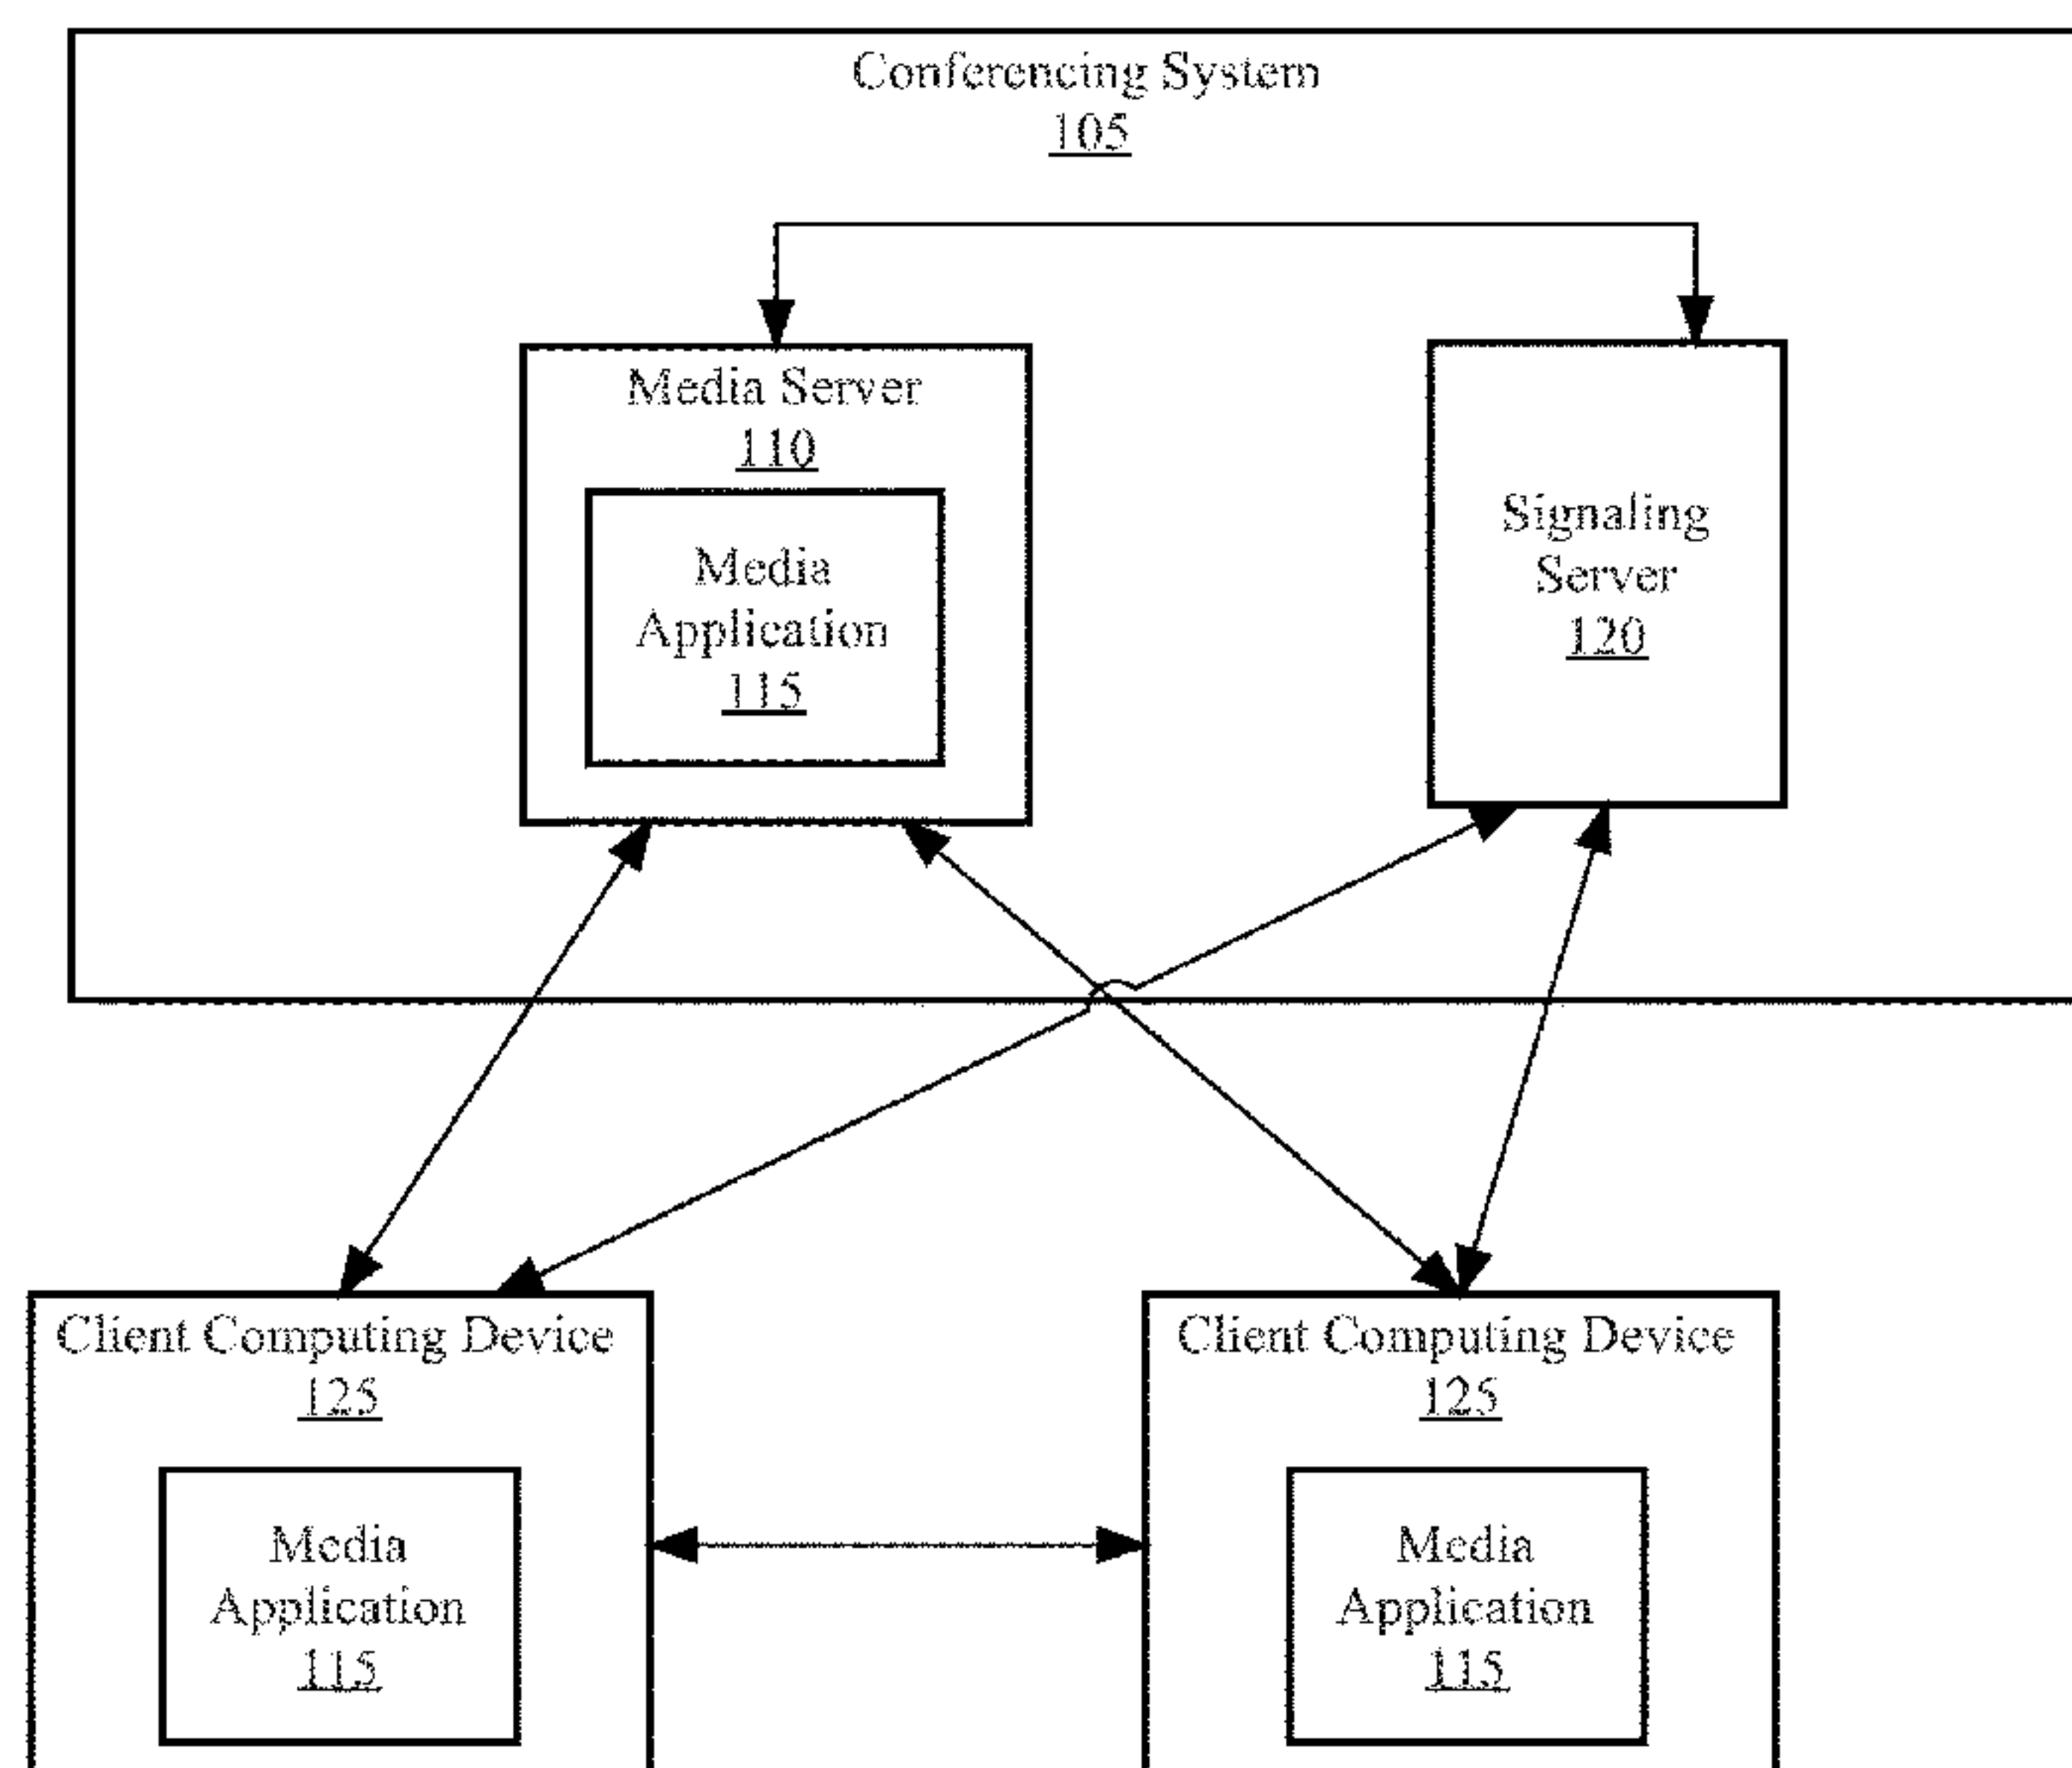 Conferencing System
105
Media Server
110
Media
Application
115
Signaling
Server
120
Client Computing Device
125
Media
Application
115
Client Computing Device
125
Media
Application
115